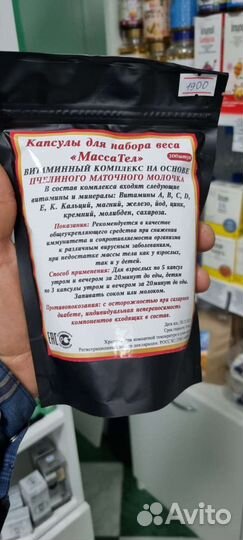 1900
Капсулы для набора веса
«МассаТел»
100штук
ВИТАМИННЫЙ КОМПЛЕКС НА ОСНОВЕ
ПЧЕЛИНОГО МАТОЧНОГО МОЛОЧКА
В состав комплекса входят следующие
витамины и минералы: Витамины А, В, С, D,
Е, К. Кальций, магний, железо, йод, цинк,
кремний, молибден, сахароза.
Показания: Рекомендуется в качестве
общеукрепляющего средства при снижении
иммунитета и сопротивляемости организма
к различным вирусным заболеваниям,
при недостатке массы тела как у взрослых,
так и у детей.
Способ применения: Для взрослых по 5 капсул
утром и вечером за 20минут до еды, детям
по 3 капсулы утром и вечером за 20минут до еды.
Запивать соком или молоком.
Противопоказания: с осторожностью при сахарном
диабете, индивидуальная непереносимость
компонентов входящих в состав.
EAC
Avito